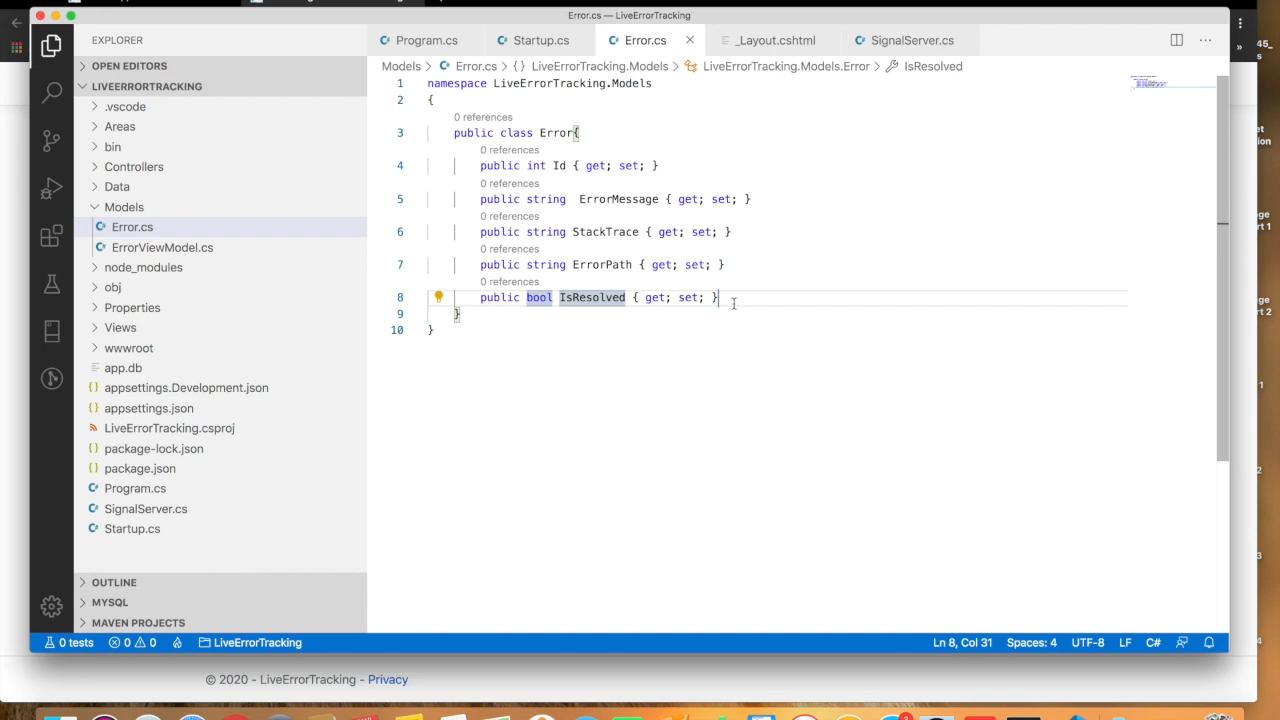 Error.cs — LiveErrorTracking
EXPLORER
Program.cs
Startup.cs
Error.cs
_Layout.cshtml
SignalServer.cs
OPEN EDITORS
Models > Error.cs > {} LiveErrorTracking.Models > LiveErrorTracking.Models.Error > IsResolved
LIVEERRORTRACKING
.vscode
Areas
bin
Controllers
Data
Models
Error.cs
ErrorViewModel.cs
node_modules
obj
Properties
Views
wwwroot
app.db
{} appsettings.Development.json
{} appsettings.json
LiveErrorTracking.csproj
{} package-lock.json
{} package.json
Program.cs
SignalServer.cs
Startup.cs
OUTLINE
MYSQL
MAVEN PROJECTS
1 namespace LiveErrorTracking.Models
2 {
0 references
3 public class Error{
0 references
4 public int Id { get; set; }
0 references
5 public string  ErrorMessage { get; set; }
0 references
6 public string StackTrace { get; set; }
0 references
7 public string ErrorPath { get; set; }
0 references
8 public bool IsResolved { get; set; }
9 }
10 }
0 tests
0 0
LiveErrorTracking
Ln 8, Col 31
Spaces: 4
UTF-8
LF
C#
© 2020 - LiveErrorTracking - Privacy